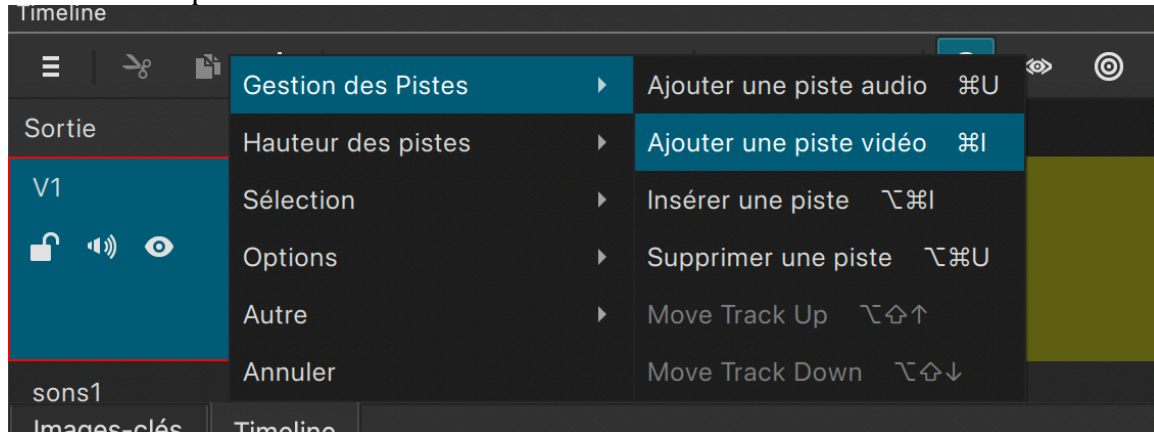 Timeline
Sortie
V1
sons1
Gestion des Pistes
Hauteur des pistes
Sélection
Options
Autre
Annuler
Ajouter une piste audio ⌘U
Ajouter une piste vidéo ⌘I
Insérer une piste ⌥⌘I
Supprimer une piste ⌥⌘U
Move Track Up ⌥⇧↑
Move Track Down ⌥⇧↓
Images-clés
Timeline